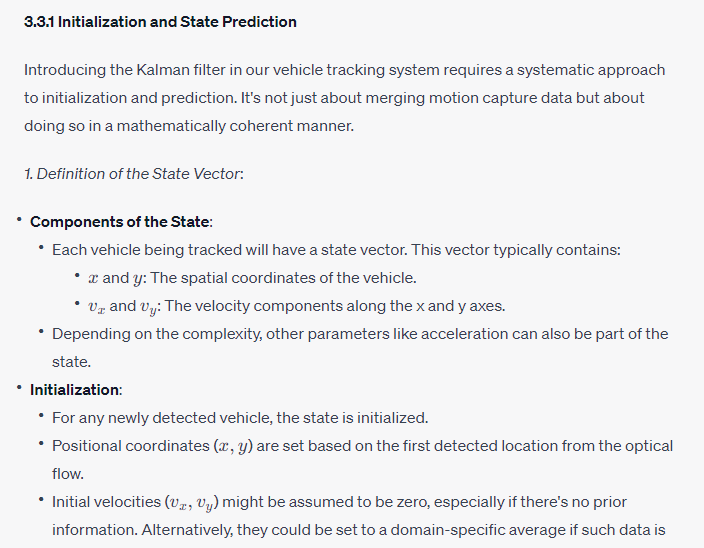 3.3.1 Initialization and State Prediction
Introducing the Kalman filter in our vehicle tracking system requires a systematic approach
to initialization and prediction. It's not just about merging motion capture data but about
doing so in a mathematically coherent manner.
1. Definition of the State Vector:
• Components of the State:
• Each vehicle being tracked will have a state vector. This vector typically contains:
• x and y: The spatial coordinates of the vehicle.
• vₓ and v_y: The velocity components along the x and y axes.
• Depending on the complexity, other parameters like acceleration can also be part of the
state.
• Initialization:
• For any newly detected vehicle, the state is initialized.
• Positional coordinates (x, y) are set based on the first detected location from the optical
flow.
• Initial velocities (vₓ, v_y) might be assumed to be zero, especially if there's no prior
information. Alternatively, they could be set to a domain-specific average if such data is